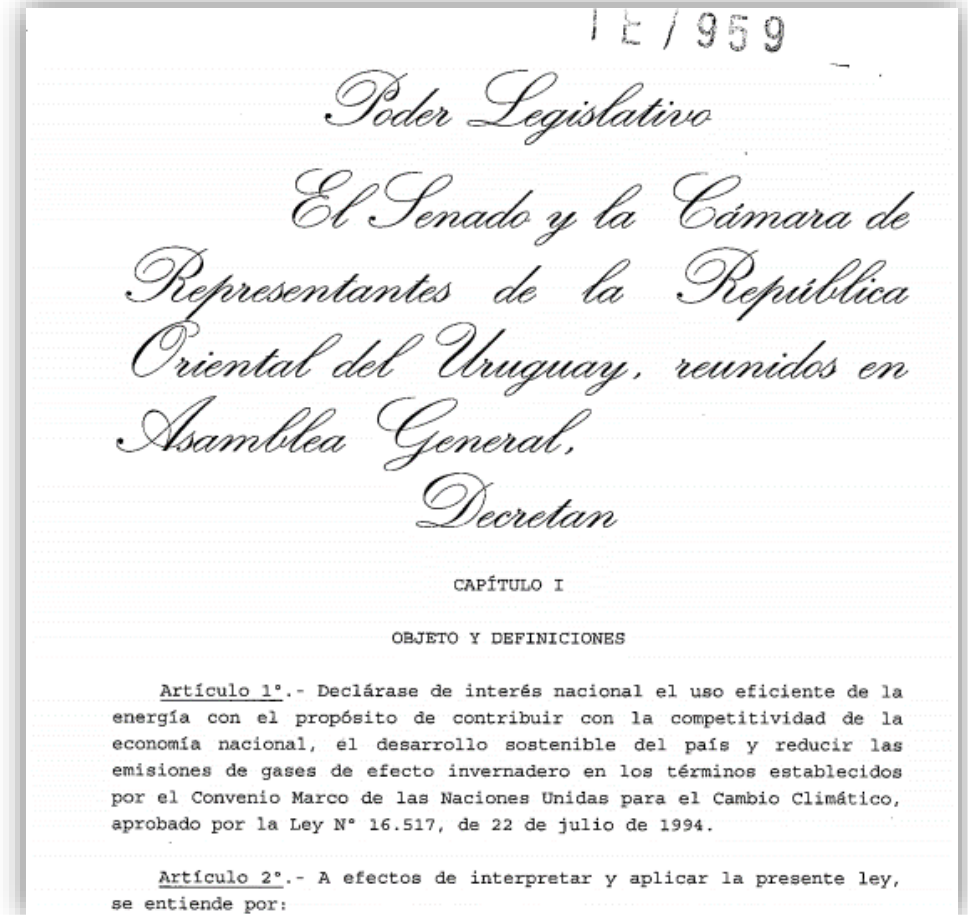 IE/959
Poder Legislativo
El Senado y la Cámara de
Representantes de la República
Oriental del Uruguay, reunidos en
Asamblea General,
Decretan
CAPÍTULO I
OBJETO Y DEFINICIONES
Artículo 1°.- Declárase de interés nacional el uso eficiente de la
energía con el propósito de contribuir con la competitividad de la
economía nacional, el desarrollo sostenible del país y reducir las
emisiones de gases de efecto invernadero en los términos establecidos
por el Convenio Marco de las Naciones Unidas para el Cambio Climático,
aprobado por la Ley N° 16.517, de 22 de julio de 1994.
Artículo 2°.- A efectos de interpretar y aplicar la presente ley,
se entiende por: